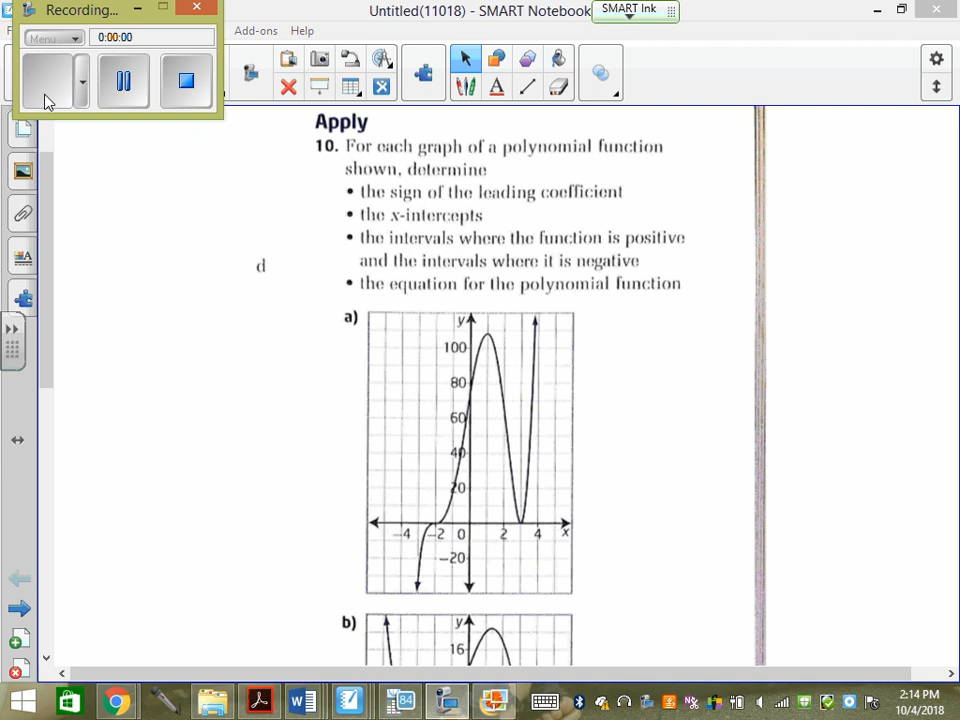 Recording...
Untitled(11018) - SMART Notebook
SMART Ink
Menu
0:00:00
Add-ons Help
Apply
10. For each graph of a polynomial function
shown, determine
• the sign of the leading coefficient
• the x-intercepts
• the intervals where the function is positive
and the intervals where it is negative
• the equation for the polynomial function
d
a)
y
100
80
60
40
20
-4 -2 0 2 4 x
-20
b)
y
16
84
2:14 PM
10/4/2018